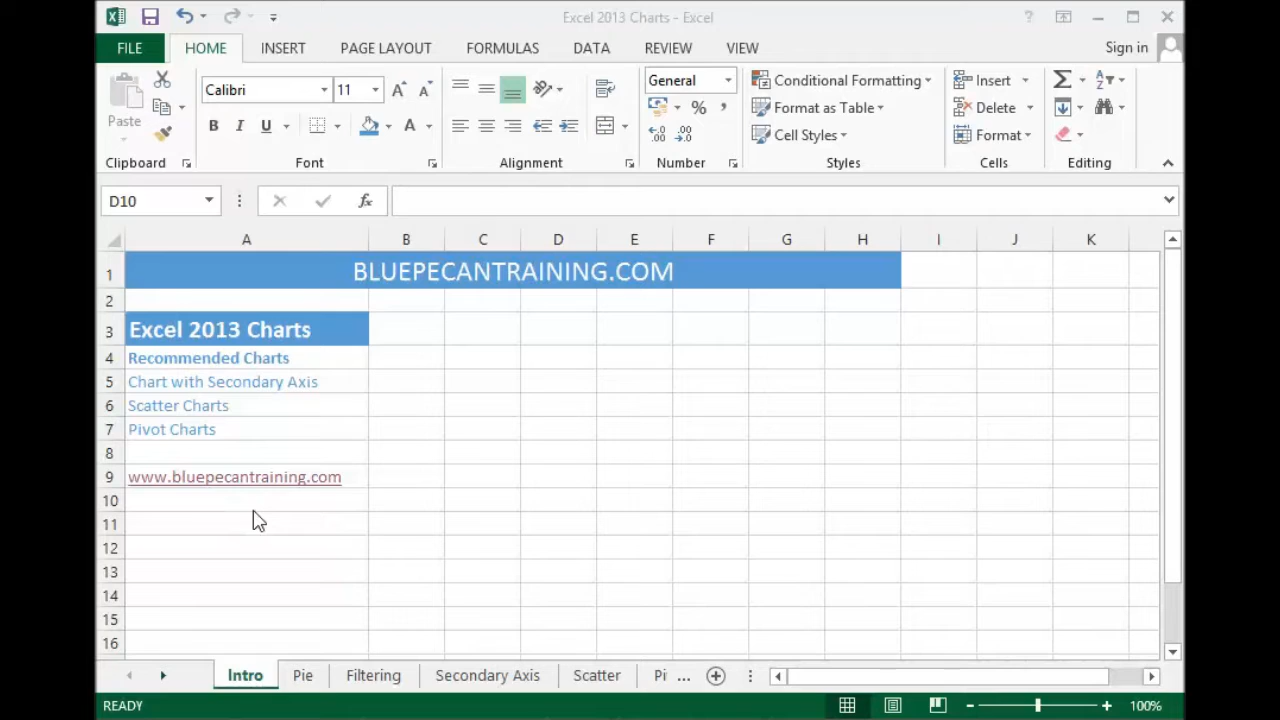 Excel 2013 Charts - Excel
FILE HOME INSERT PAGE LAYOUT FORMULAS DATA REVIEW VIEW Sign in
Paste
Clipboard
Calibri 11
B I U A
Font
Alignment
General
% ,
Number
Conditional Formatting
Format as Table
Cell Styles
Styles
Insert
Delete
Format
Cells
Editing
D10 fx
A B C D E F G H I J K
1 BLUEPECANTRAINING.COM
2
3 Excel 2013 Charts
4 Recommended Charts
5 Chart with Secondary Axis
6 Scatter Charts
7 Pivot Charts
8
9 www.bluepecantraining.com
10
11
12
13
14
15
16
Intro Pie Filtering Secondary Axis Scatter Pi ...
READY 100%